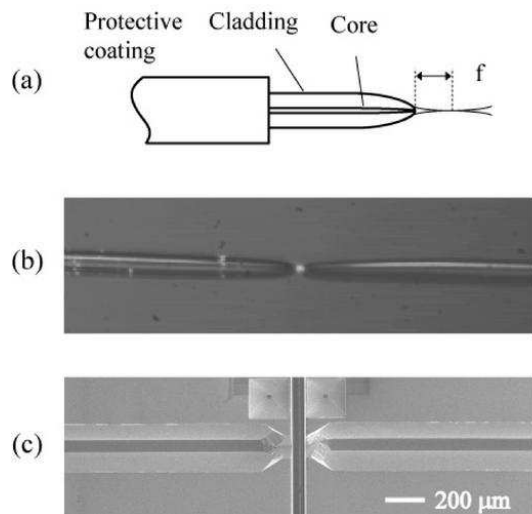 Protective coating
Cladding
Core
f
(a)
(b)
(c)
200 μm